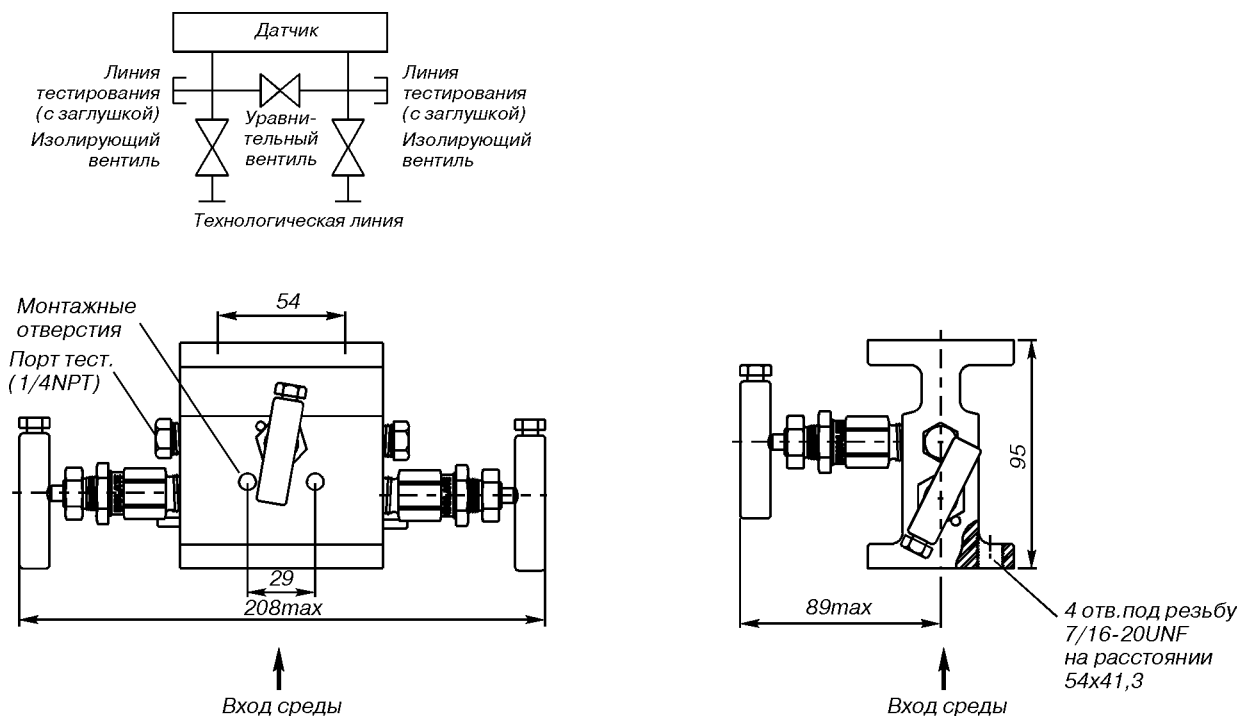 Датчик
Линия
тестирования
(с заглушкой)
Изолирующий
вентиль
Уравни-
тельный
вентиль
Линия
тестирования
(с заглушкой)
Изолирующий
вентиль
Технологическая линия
Монтажные
отверстия
Порт тест.
(1/4NPT)
54
29
208max
Вход среды
95
89max
4 отв.под резьбу
7/16-20UNF
на расстоянии
54x41,3
Вход среды